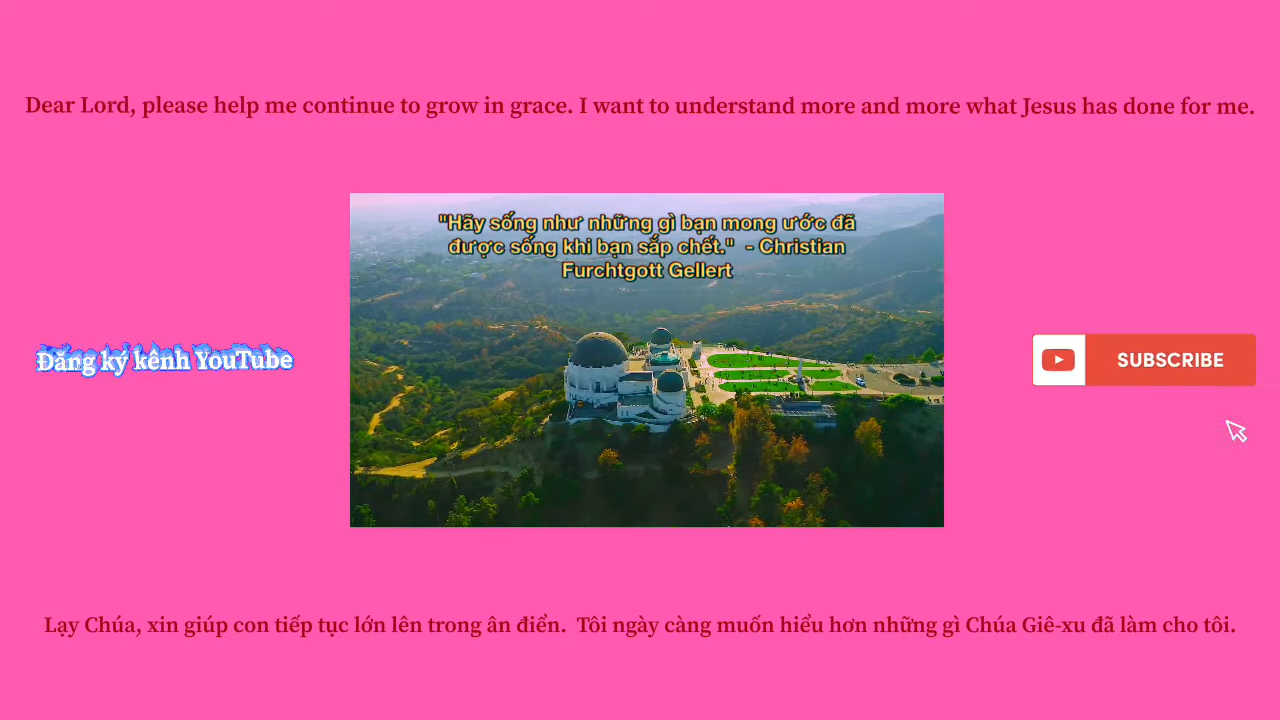 Dear Lord, please help me continue to grow in grace. I want to understand more and more what Jesus has done for me.
"Hãy sống như những gì bạn mong ước đã
được sống khi bạn sắp chết."  - Christian
Furchtgott Gellert
Đăng ký kênh YouTube
SUBSCRIBE
Lạy Chúa, xin giúp con tiếp tục lớn lên trong ân điển.  Tôi ngày càng muốn hiểu hơn những gì Chúa Giê-xu đã làm cho tôi.